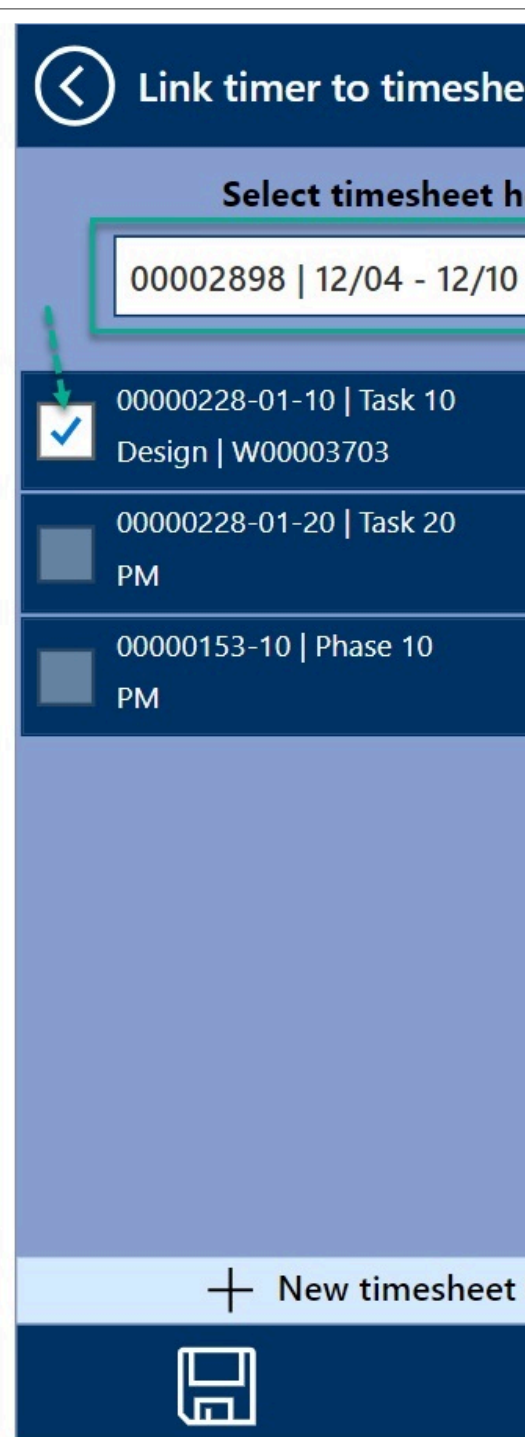 Link timer to
Select timesheet
00002898 | 12/04 - 12/10
00000228-01-10 | Task 10
Design | W00003703
00000228-01-20 | Task 20
PM
00000153-10 | Phase 10
PM
New timesheet